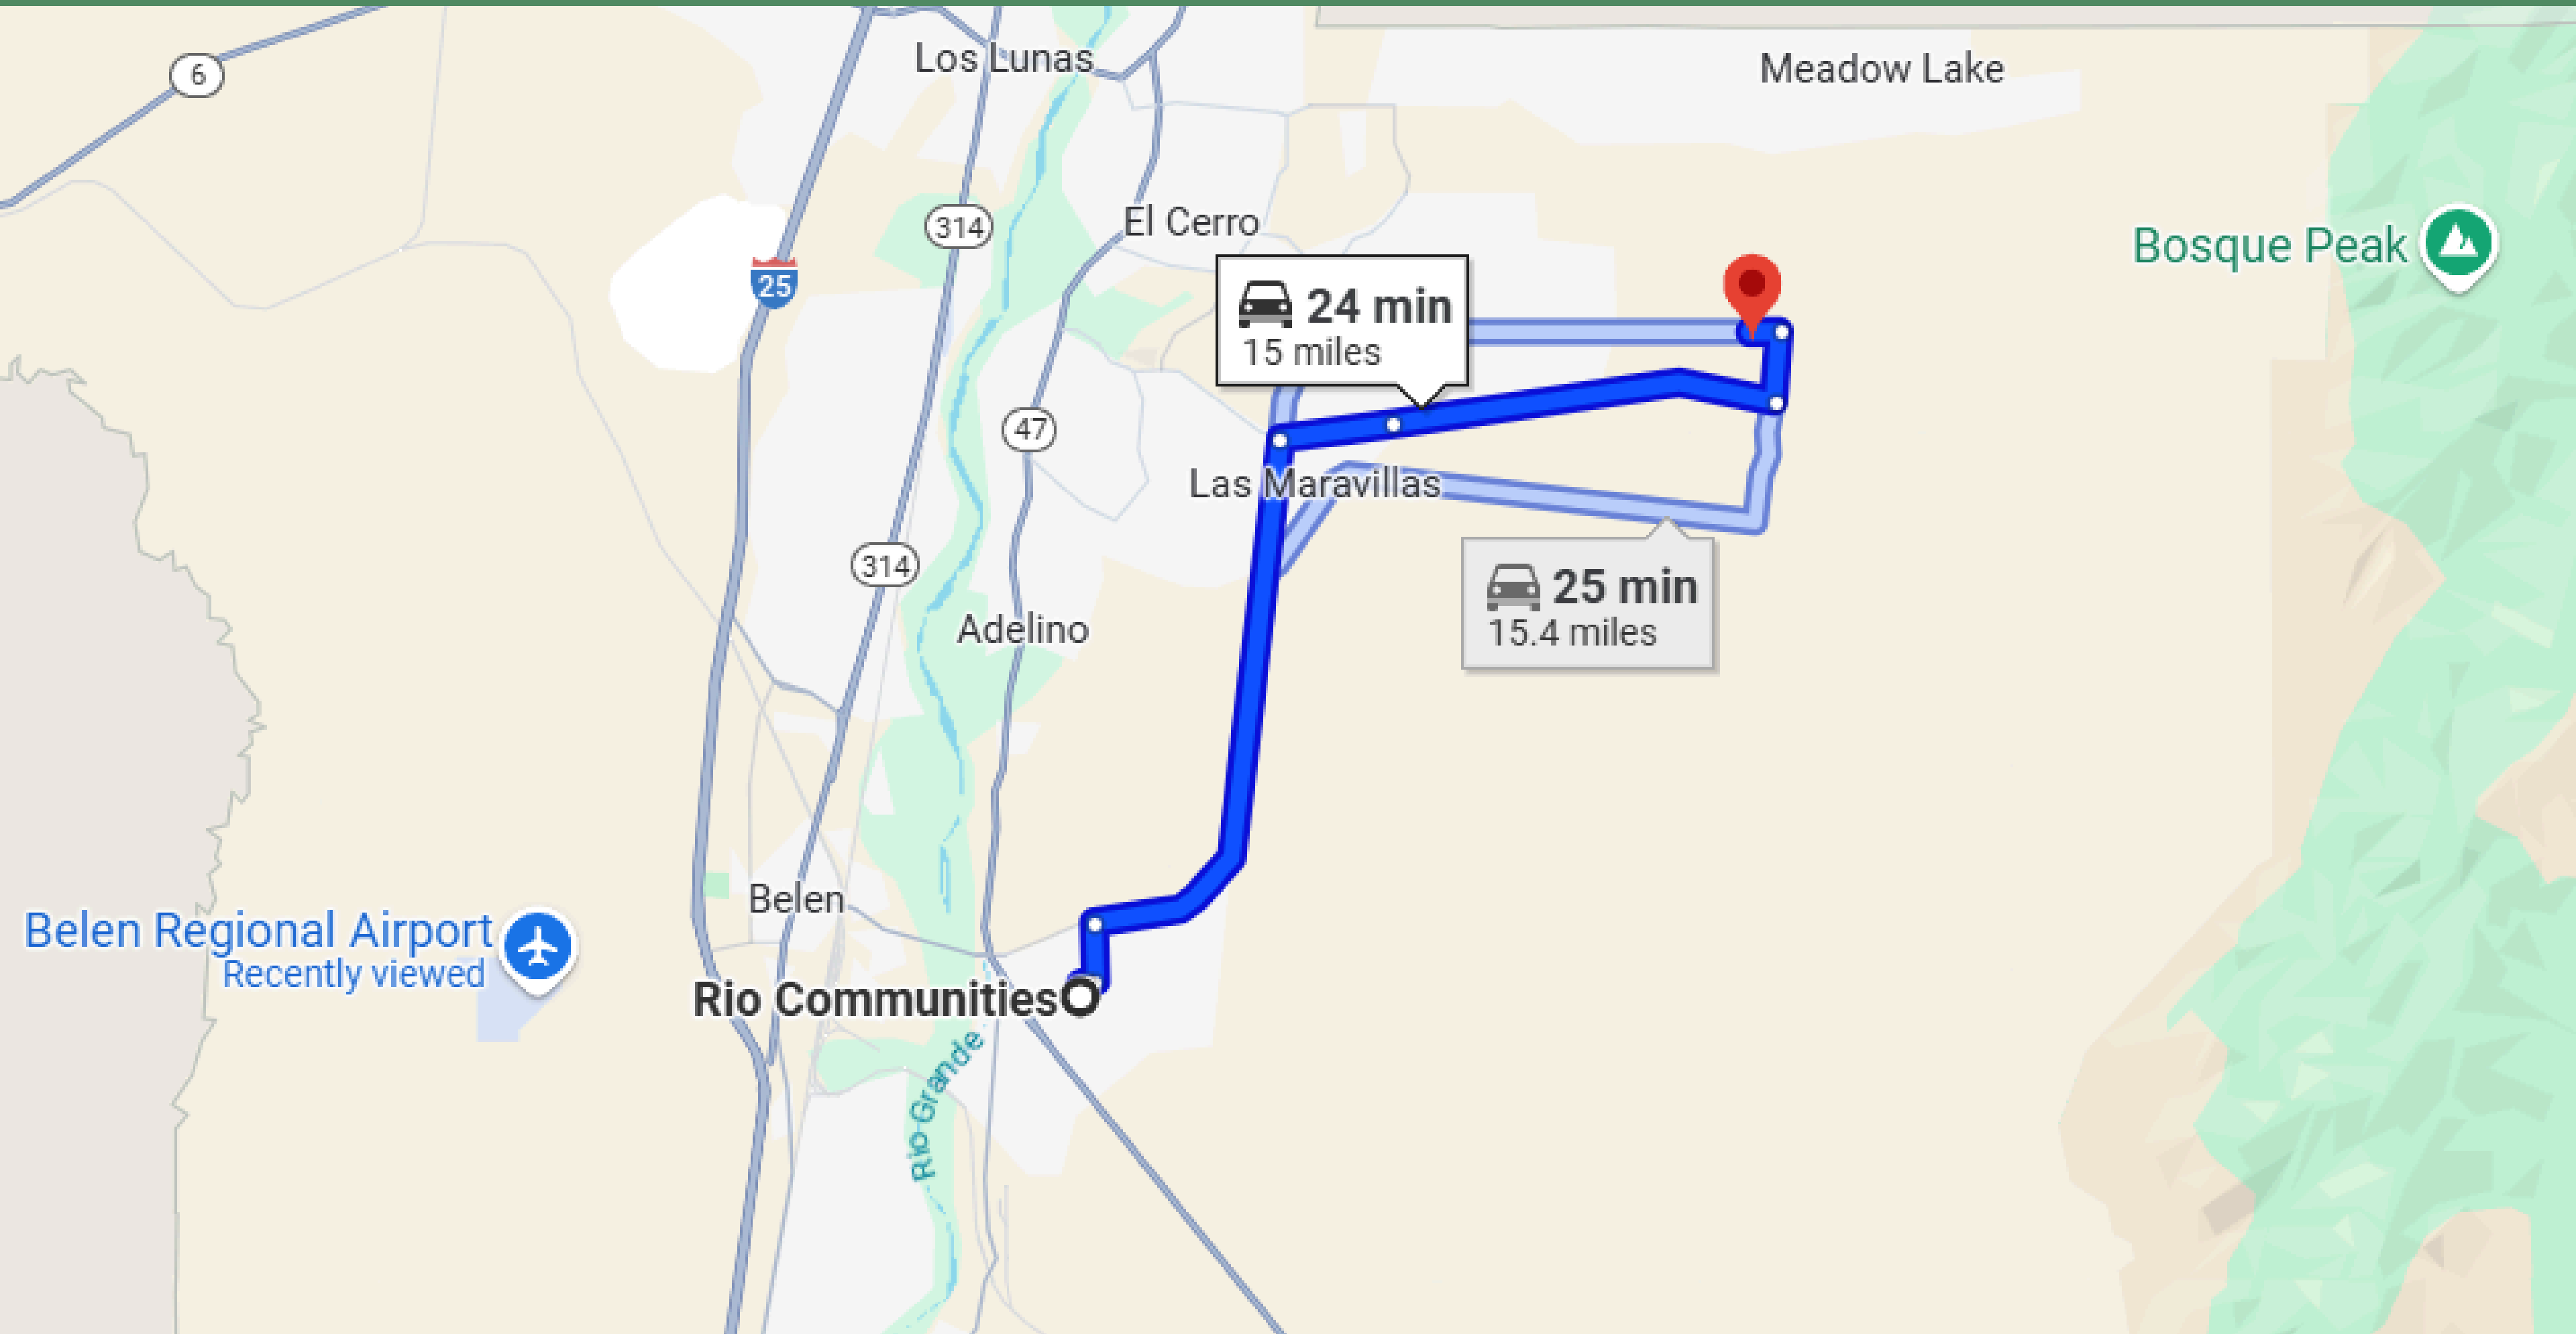 Los Lunas
Meadow Lake
6
314
El Cerro
Bosque Peak
25
24 min
15 miles
47
Las Maravillas
314
25 min
15.4 miles
Adelino
Belen
Belen Regional Airport
Recently viewed
Rio Communities
Rio Grande